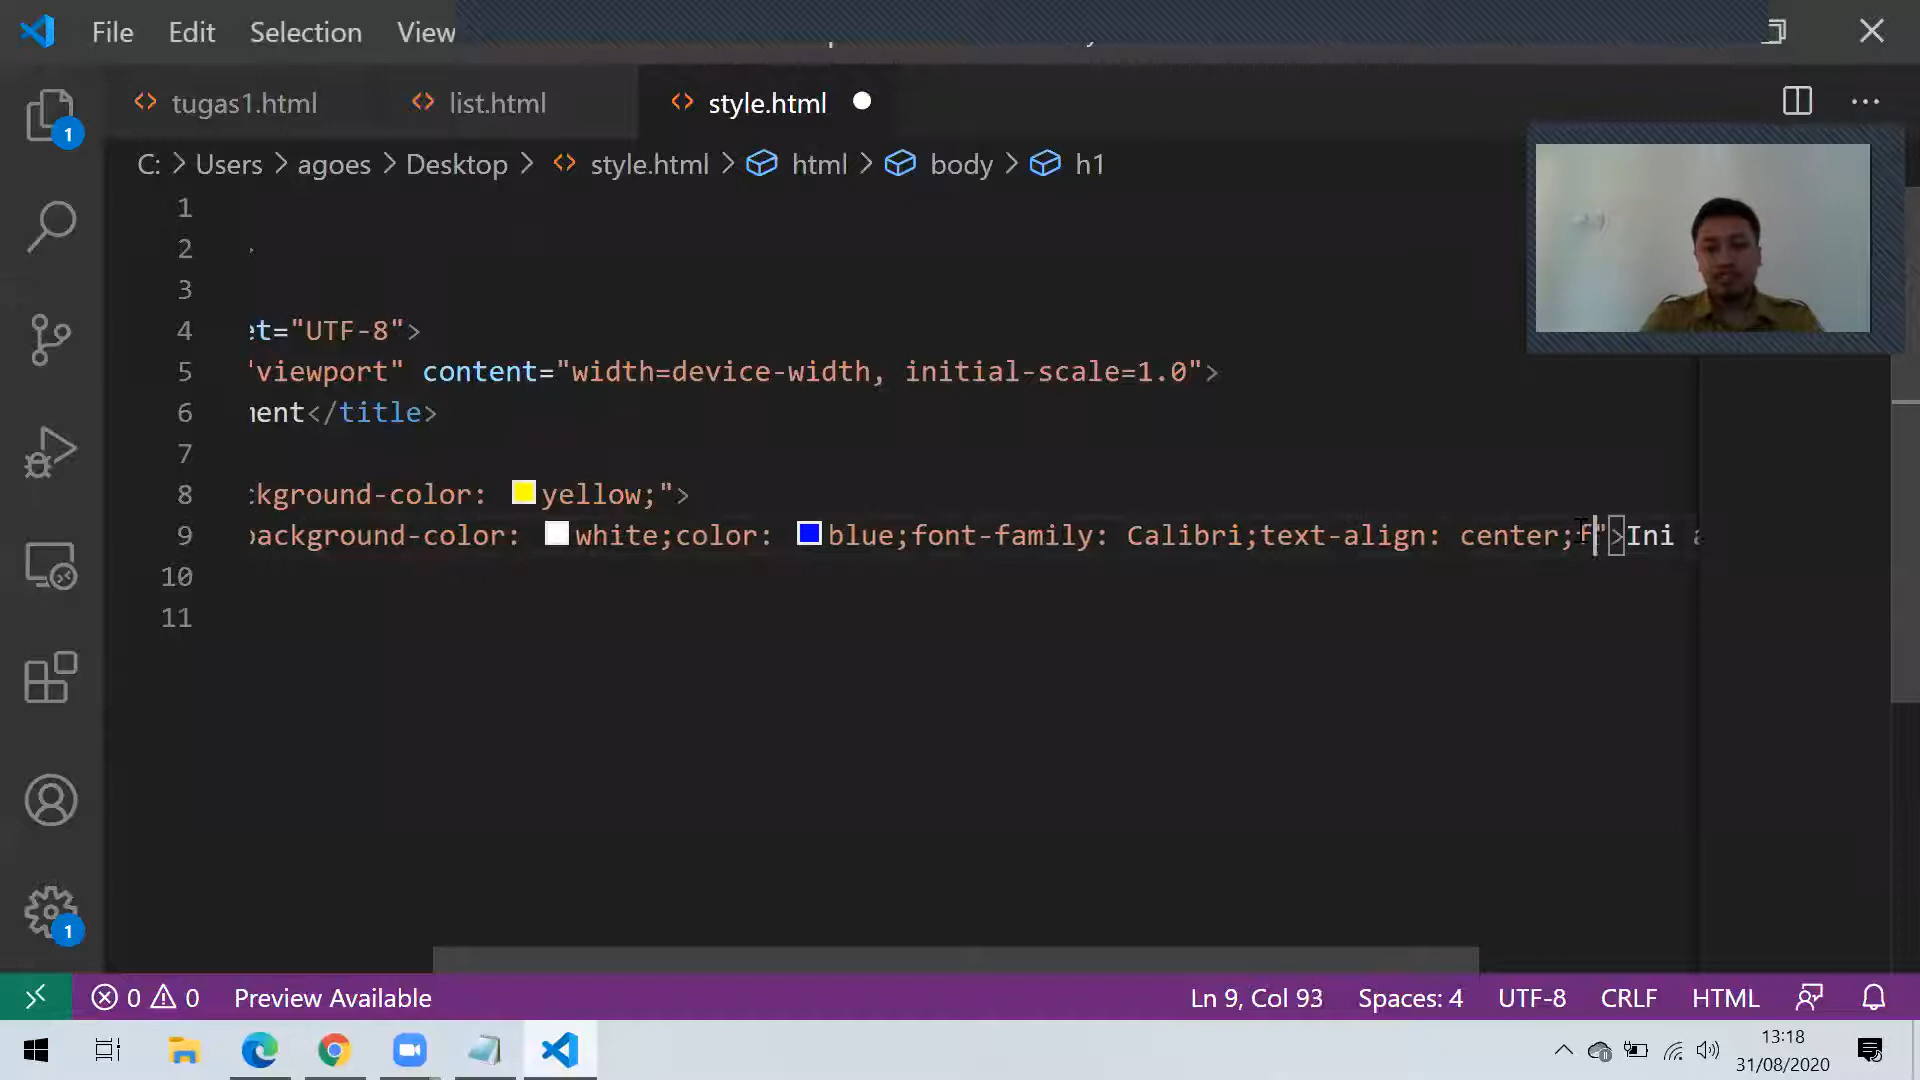 File Edit Selection View
tugas1.html list.html style.html
C: > Users > agoes > Desktop > style.html > html > body > h1
1
2
3
4 et="UTF-8">
5 "viewport" content="width=device-width, initial-scale=1.0">
6 ment</title>
7
8 ckground-color: yellow;">
9 background-color: white;color: blue;font-family: Calibri;text-align: center;f">Ini a
10
11
1
1
0 0 Preview Available Ln 9, Col 93 Spaces: 4 UTF-8 CRLF HTML
13:18
31/08/2020